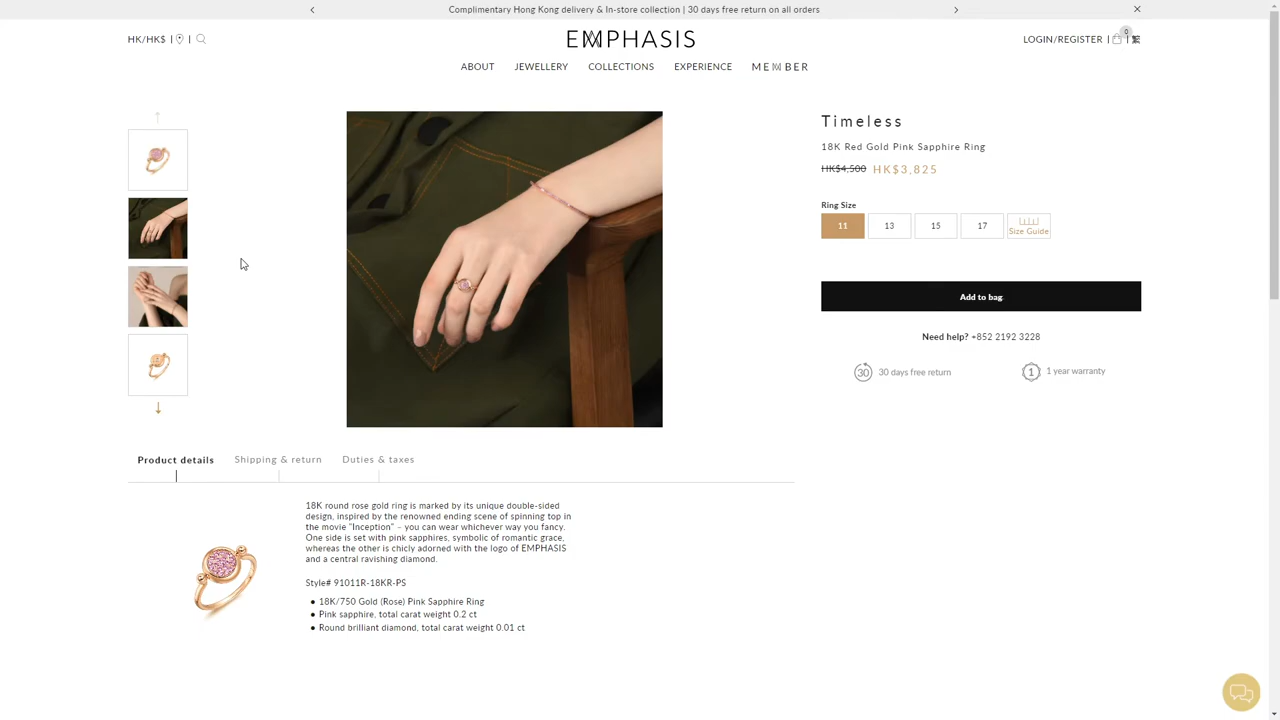 Complimentary Hong Kong delivery & In-store collection | 30 days free return on all orders
HK/HK$
EMPHASIS
LOGIN/REGISTER
0
繁
ABOUT
JEWELLERY
COLLECTIONS
EXPERIENCE
MEMBER
Timeless
18K Red Gold Pink Sapphire Ring
HK$4,500 HK$3,825
Ring Size
11
13
15
17
Size Guide
Add to bag
Need help? +852 2192 3228
30
30 days free return
1
1 year warranty
Product details
Shipping & return
Duties & taxes
18K round rose gold ring is marked by its unique double-sided
design, inspired by the renowned ending scene of spinning top in
the movie "Inception" – you can wear whichever way you fancy.
One side is set with pink sapphires, symbolic of romantic grace,
whereas the other is chicly adorned with the logo of EMPHASIS
and a central ravishing diamond.
Style# 91011R-18KR-PS
● 18K/750 Gold (Rose) Pink Sapphire Ring
● Pink sapphire, total carat weight 0.2 ct
● Round brilliant diamond, total carat weight 0.01 ct